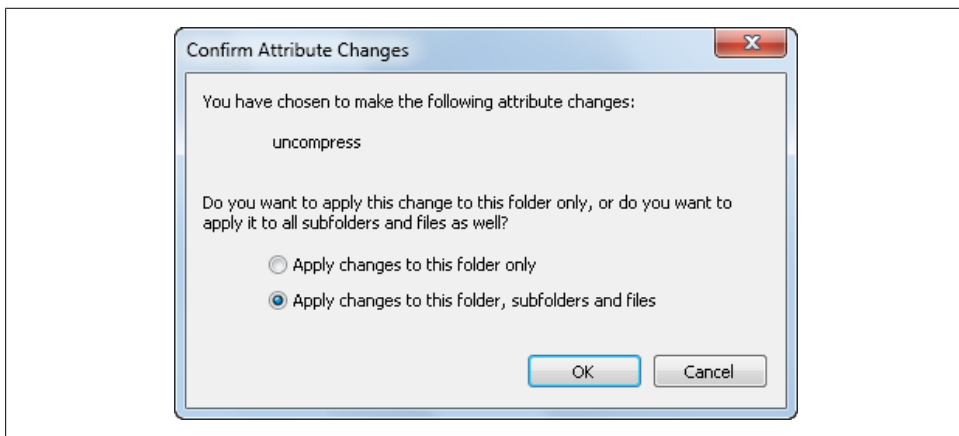 Confirm Attribute Changes
You have chosen to make the following attribute changes:
uncompress
Do you want to apply this change to this folder only, or do you want to
apply it to all subfolders and files as well?
Apply changes to this folder only
Apply changes to this folder, subfolders and files
OK
Cancel